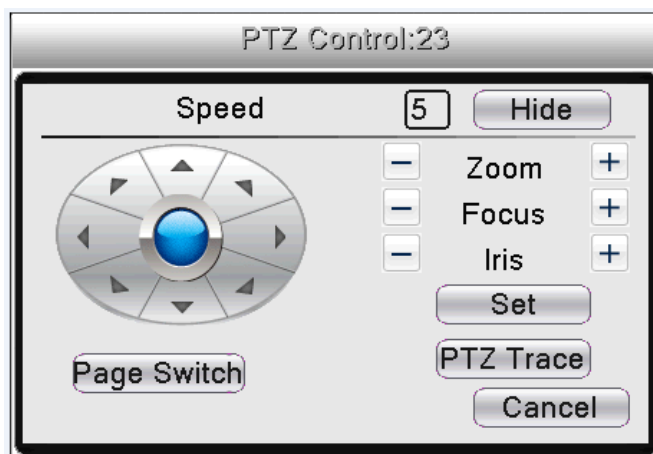 PTZ Control:23
Speed 5 Hide
− Zoom +
− Focus +
− Iris +
Set
Page Switch PTZ Trace
Cancel